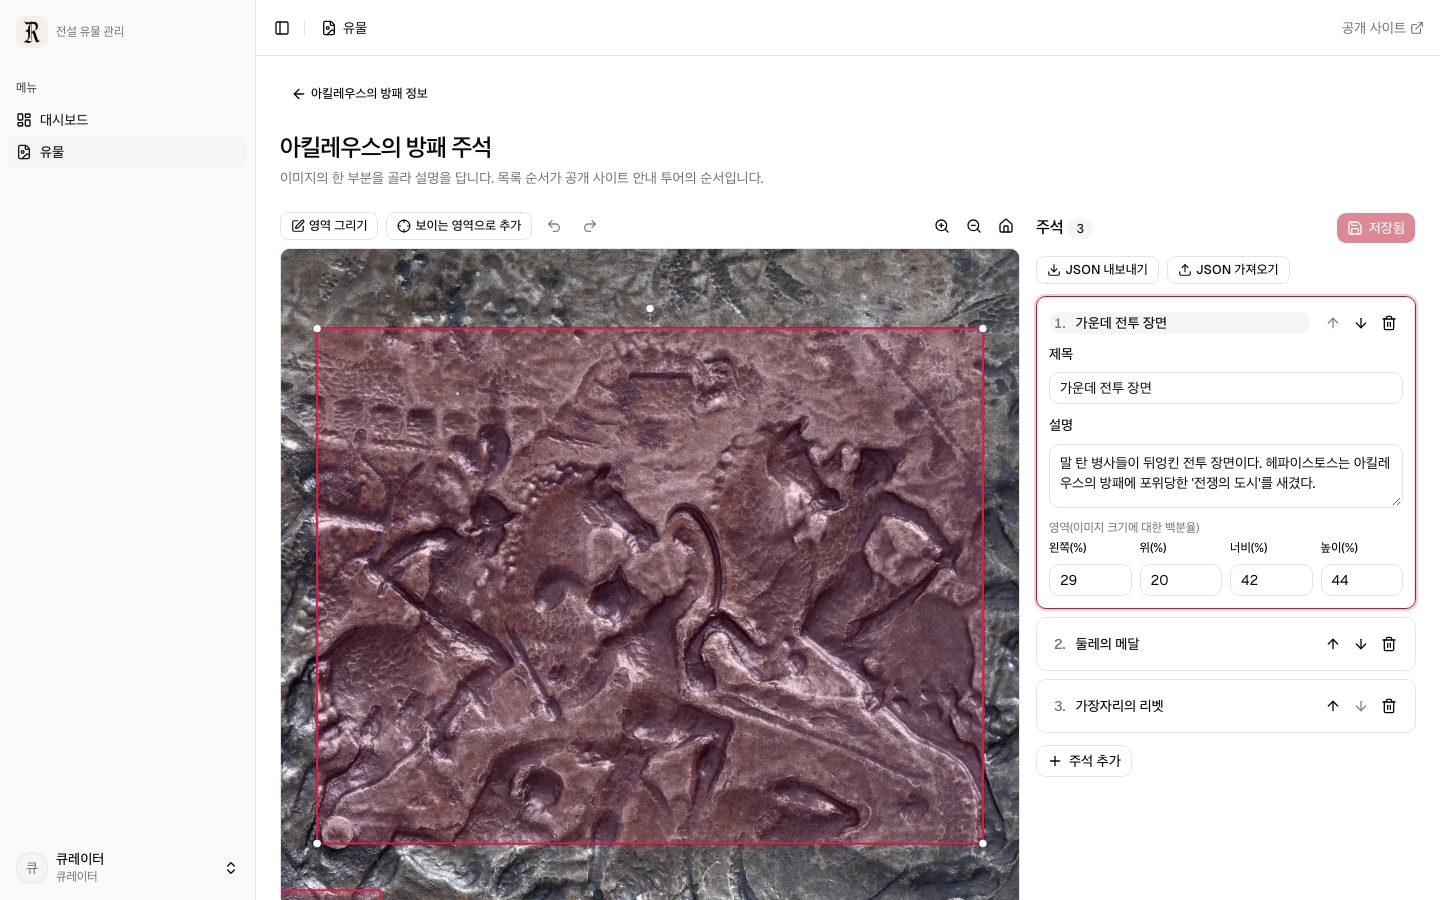 R 전설 유물 관리
메뉴
대시보드
유물
큐
큐레이터
큐레이터
유물
공개 사이트
아킬레우스의 방패 정보
아킬레우스의 방패 주석
이미지의 한 부분을 골라 설명을 답니다. 목록 순서가 공개 사이트 안내 투어의 순서입니다.
영역 그리기
보이는 영역으로 추가
주석 3
저장됨
JSON 내보내기
JSON 가져오기
1. 가운데 전투 장면
제목
가운데 전투 장면
설명
말 탄 병사들이 뒤엉킨 전투 장면이다. 헤파이스토스는 아킬레
우스의 방패에 포위당한 '전쟁의 도시'를 새겼다.
영역(이미지 크기에 대한 백분율)
왼쪽(%) 위(%) 너비(%) 높이(%)
29 20 42 44
2. 둘레의 메달
3. 가장자리의 리벳
주석 추가